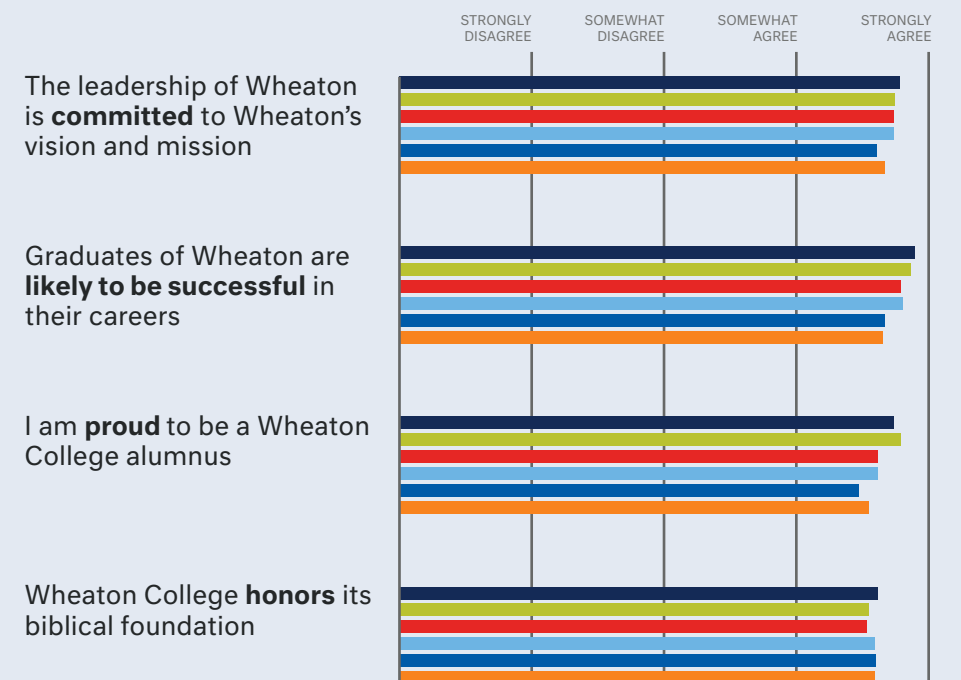 STRONGLY DISAGREE
SOMEWHAT DISAGREE
SOMEWHAT AGREE
STRONGLY AGREE
The leadership of Wheaton
is committed to Wheaton’s
vision and mission
Graduates of Wheaton are
likely to be successful in
their careers
I am proud to be a Wheaton
College alumnus
Wheaton College honors its
biblical foundation